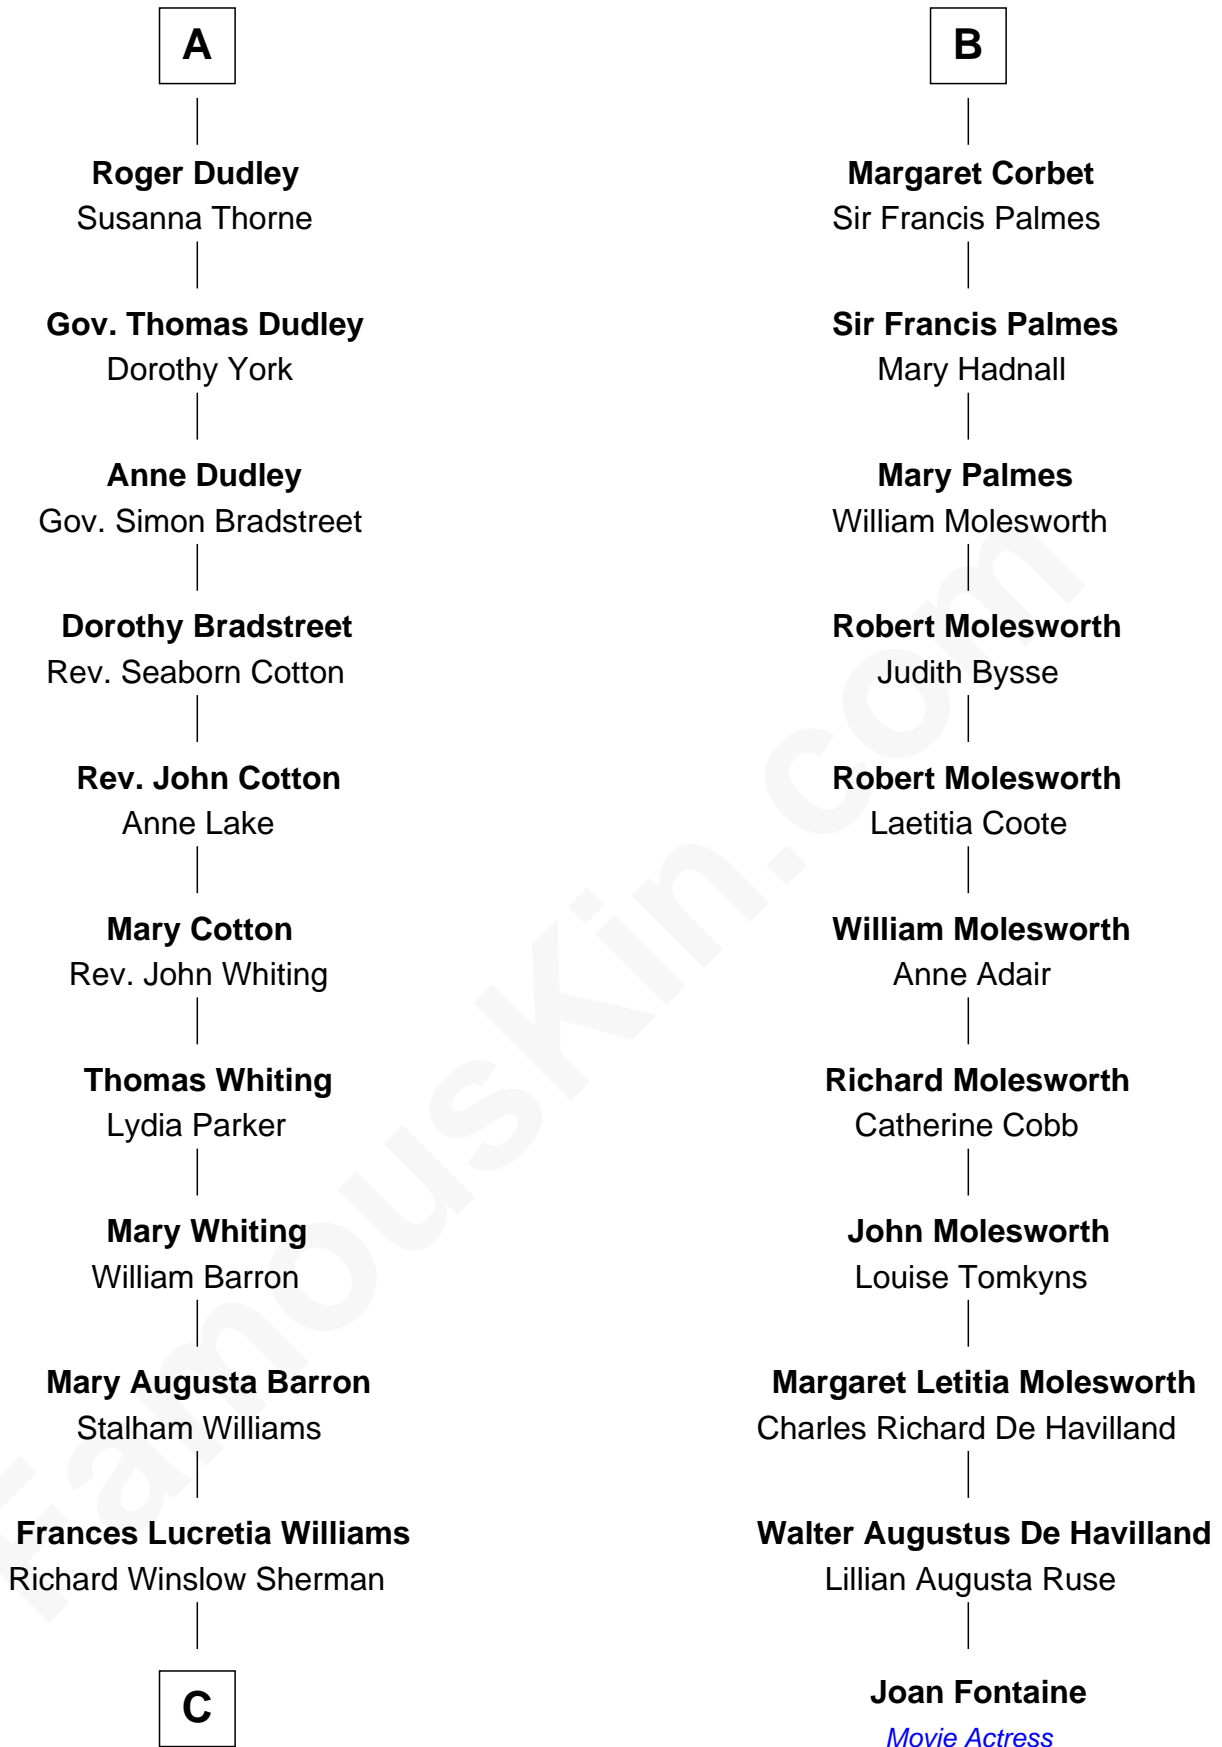 A
Roger Dudley
Susanna Thorne
Gov. Thomas Dudley
Dorothy York
Anne Dudley
Gov. Simon Bradstreet
Dorothy Bradstreet
Rev. Seaborn Cotton
Rev. John Cotton
Anne Lake
Mary Cotton
Rev. John Whiting
Thomas Whiting
Lydia Parker
Mary Whiting
William Barron
Mary Augusta Barron
Stalham Williams
Frances Lucretia Williams
Richard Winslow Sherman
C
B
Margaret Corbet
Sir Francis Palmes
Sir Francis Palmes
Mary Hadnall
Mary Palmes
William Molesworth
Robert Molesworth
Judith Bysse
Robert Molesworth
Laetitia Coote
William Molesworth
Anne Adair
Richard Molesworth
Catherine Cobb
John Molesworth
Louise Tomkyns
Margaret Letitia Molesworth
Charles Richard De Havilland
Walter Augustus De Havilland
Lillian Augusta Ruse
Joan Fontaine
Movie Actress
FamousKin.com